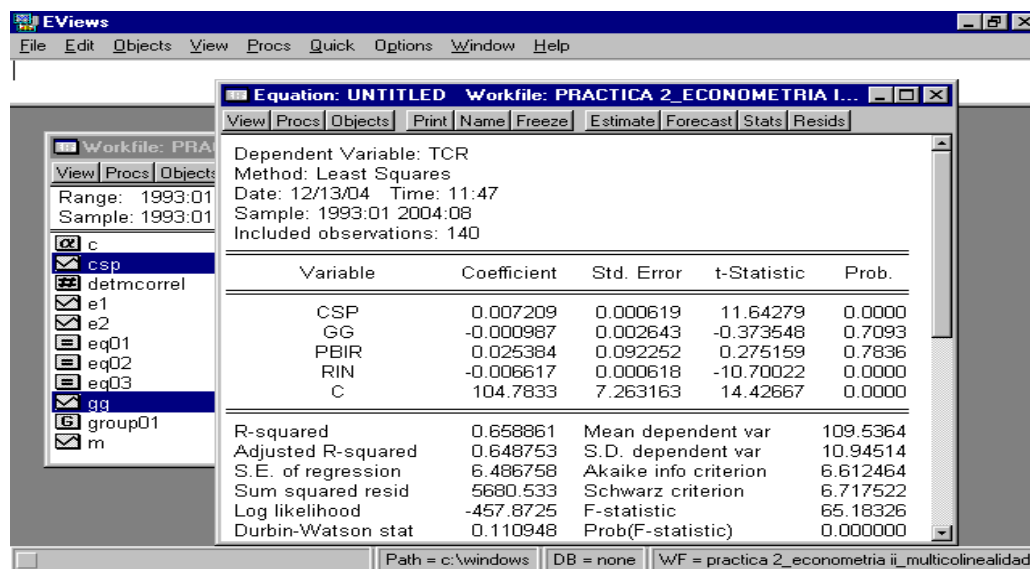 EViews
File Edit Objects View Procs Quick Options Window Help
Equation: UNTITLED Workfile: PRACTICA 2_ECONOMETRIA I...
View Procs Objects Print Name Freeze Estimate Forecast Stats Resids
Dependent Variable: TCR
Method: Least Squares
Date: 12/13/04 Time: 11:47
Sample: 1993:01 2004:08
Included observations: 140
Variable Coefficient Std. Error t-Statistic Prob.
CSP 0.007209 0.000619 11.64279 0.0000
GG -0.000987 0.002643 -0.373548 0.7093
PBIR 0.025384 0.092252 0.275159 0.7836
RIN -0.006617 0.000618 -10.70022 0.0000
C 104.7833 7.263163 14.42667 0.0000
R-squared 0.658861 Mean dependent var 109.5364
Adjusted R-squared 0.648753 S.D. dependent var 10.94514
S.E. of regression 6.486758 Akaike info criterion 6.612464
Sum squared resid 5680.533 Schwarz criterion 6.717522
Log likelihood -457.8725 F-statistic 65.18326
Durbin-Watson stat 0.110948 Prob(F-statistic) 0.000000
Workfile: PRA
View Procs Objects
Range: 1993:01
Sample: 1993:01
c
csp
detmcorrel
e1
e2
eq01
eq02
eq03
gg
group01
m
Path = c:\windows DB = none WF = practica 2_econometria ii_multicolinealidad